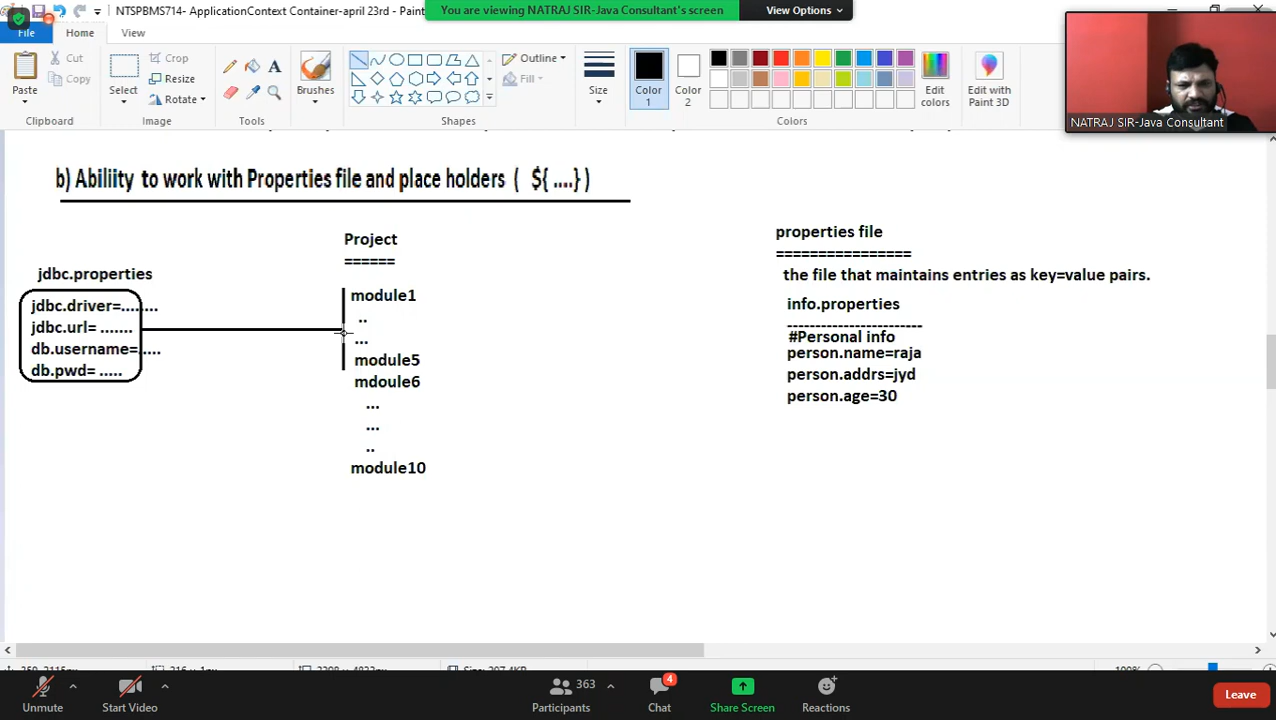 NTSPBMS714- ApplicationContext Container-april 23rd - Paint
You are viewing NATRAJ SIR-Java Consultant's screen
View Options
File
Home
View
Paste
Cut
Copy
Clipboard
Select
Crop
Resize
Rotate
Image
Tools
Brushes
Outline
Fill
Shapes
Size
Color 1
Color 2
Edit colors
Colors
Edit with Paint 3D
NATRAJ SIR-Java Consultant
b) Abiliity to work with Properties file and place holders ( ${ ....} )
jdbc.properties
jdbc.driver=........
jdbc.url= .......
db.username=.....
db.pwd= .....
Project
======
module1
..
...
module5
mdoule6
...
...
..
module10
properties file
================
the file that maintains entries as key=value pairs.
info.properties
------------------------
#Personal info
person.name=raja
person.addrs=jyd
person.age=30
100%
Unmute
Start Video
363
Participants
4
Chat
Share Screen
Reactions
Leave